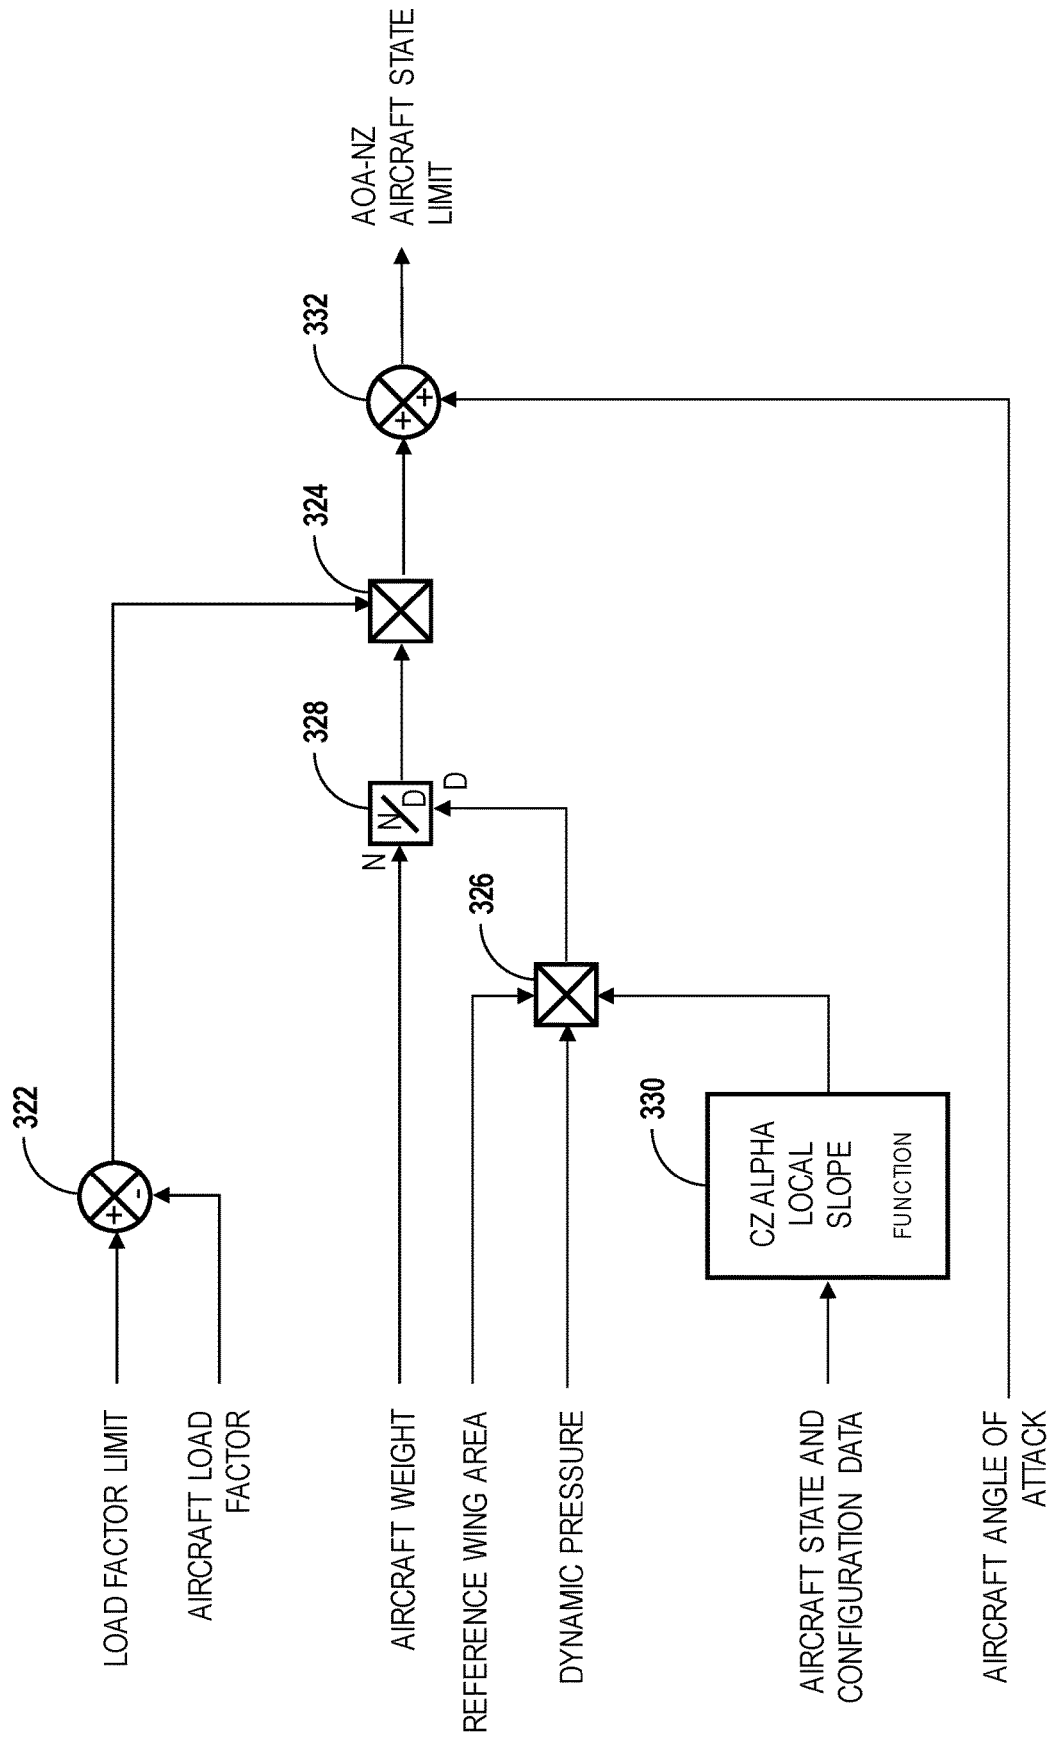 LOAD FACTOR LIMIT
AIRCRAFT LOAD
FACTOR
322
+
-
AIRCRAFT WEIGHT
REFERENCE WING AREA
DYNAMIC PRESSURE
326
N
328
N/D
D
324
332
+
+
AOA-NZ
AIRCRAFT STATE
LIMIT
AIRCRAFT STATE AND
CONFIGURATION DATA
330
CZ ALPHA
LOCAL
SLOPE
FUNCTION
AIRCRAFT ANGLE OF
ATTACK